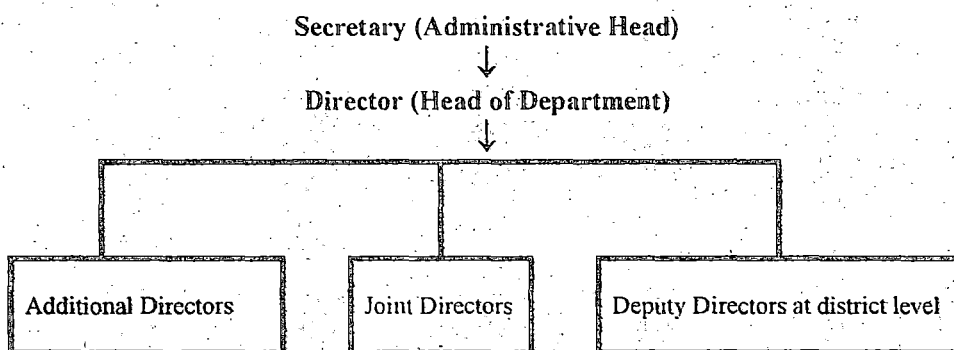 Secretary (Administrative Head)
Director (Head of Department)
Additional Directors
Joint Directors
Deputy Directors at district level